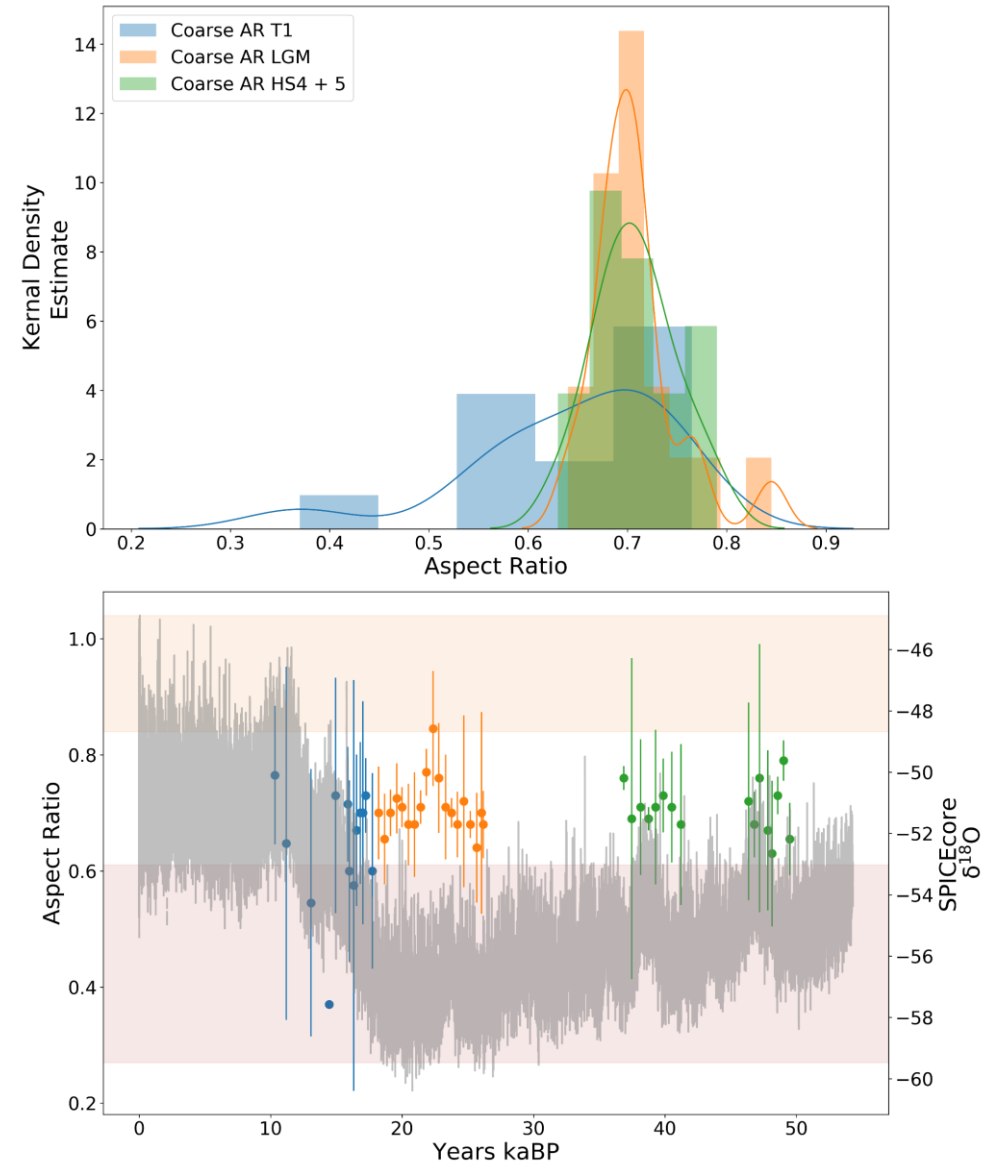 Coarse AR T1
Coarse AR LGM
Coarse AR HS4 + 5
14
12
10
8
6
4
2
0
Kernal Density
Estimate
0.2 0.3 0.4 0.5 0.6 0.7 0.8 0.9
Aspect Ratio
1.0
0.8
0.6
0.4
0.2
Aspect Ratio
−46
−48
−50
−52
−54
−56
−58
−60
SPICEcore
δ¹⁸O
0 10 20 30 40 50
Years kaBP